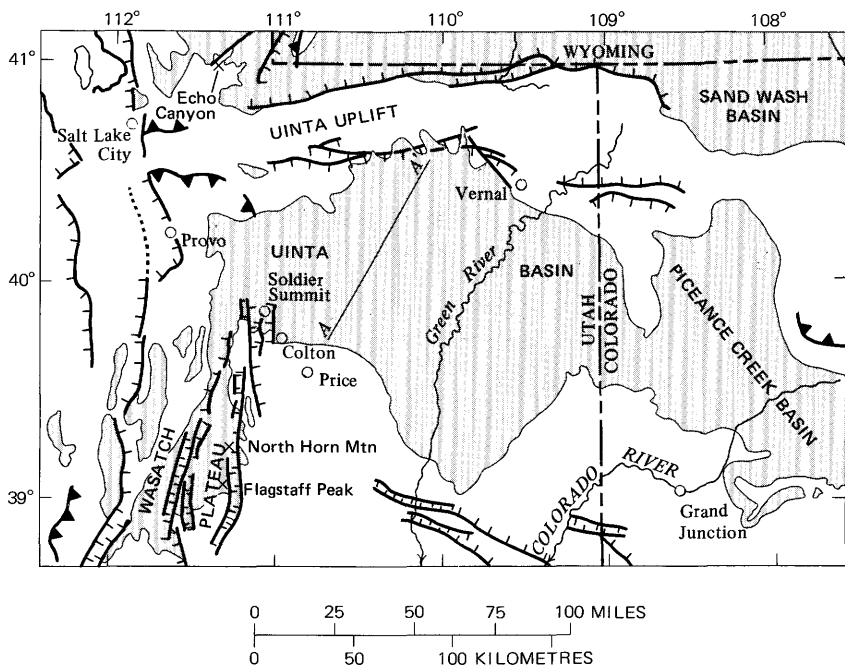 112° 111° 110° 109° 108°
41°
WYOMING
Echo
Canyon
SAND WASH
BASIN
UINTA UPLIFT
Salt Lake
City
A'
Vernal
Provo
UINTA
BASIN
Green River
40°
Soldier
Summit
UTAH
COLORADO
PICEANCE CREEK BASIN
A
Colton
Price
North Horn Mtn
WASATCH
PLATEAU
Flagstaff Peak
39°
COLORADO RIVER
Grand
Junction
0 25 50 75 100 MILES
0 50 100 KILOMETRES